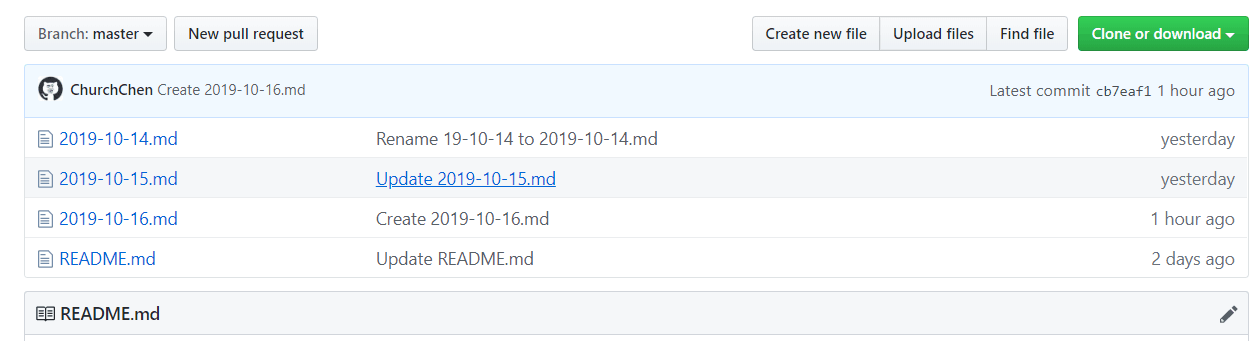 Branch: master New pull request Create new file Upload files Find file Clone or download
ChurchChen Create 2019-10-16.md Latest commit cb7eaf1 1 hour ago
2019-10-14.md Rename 19-10-14 to 2019-10-14.md yesterday
2019-10-15.md Update 2019-10-15.md yesterday
2019-10-16.md Create 2019-10-16.md 1 hour ago
README.md Update README.md 2 days ago
README.md